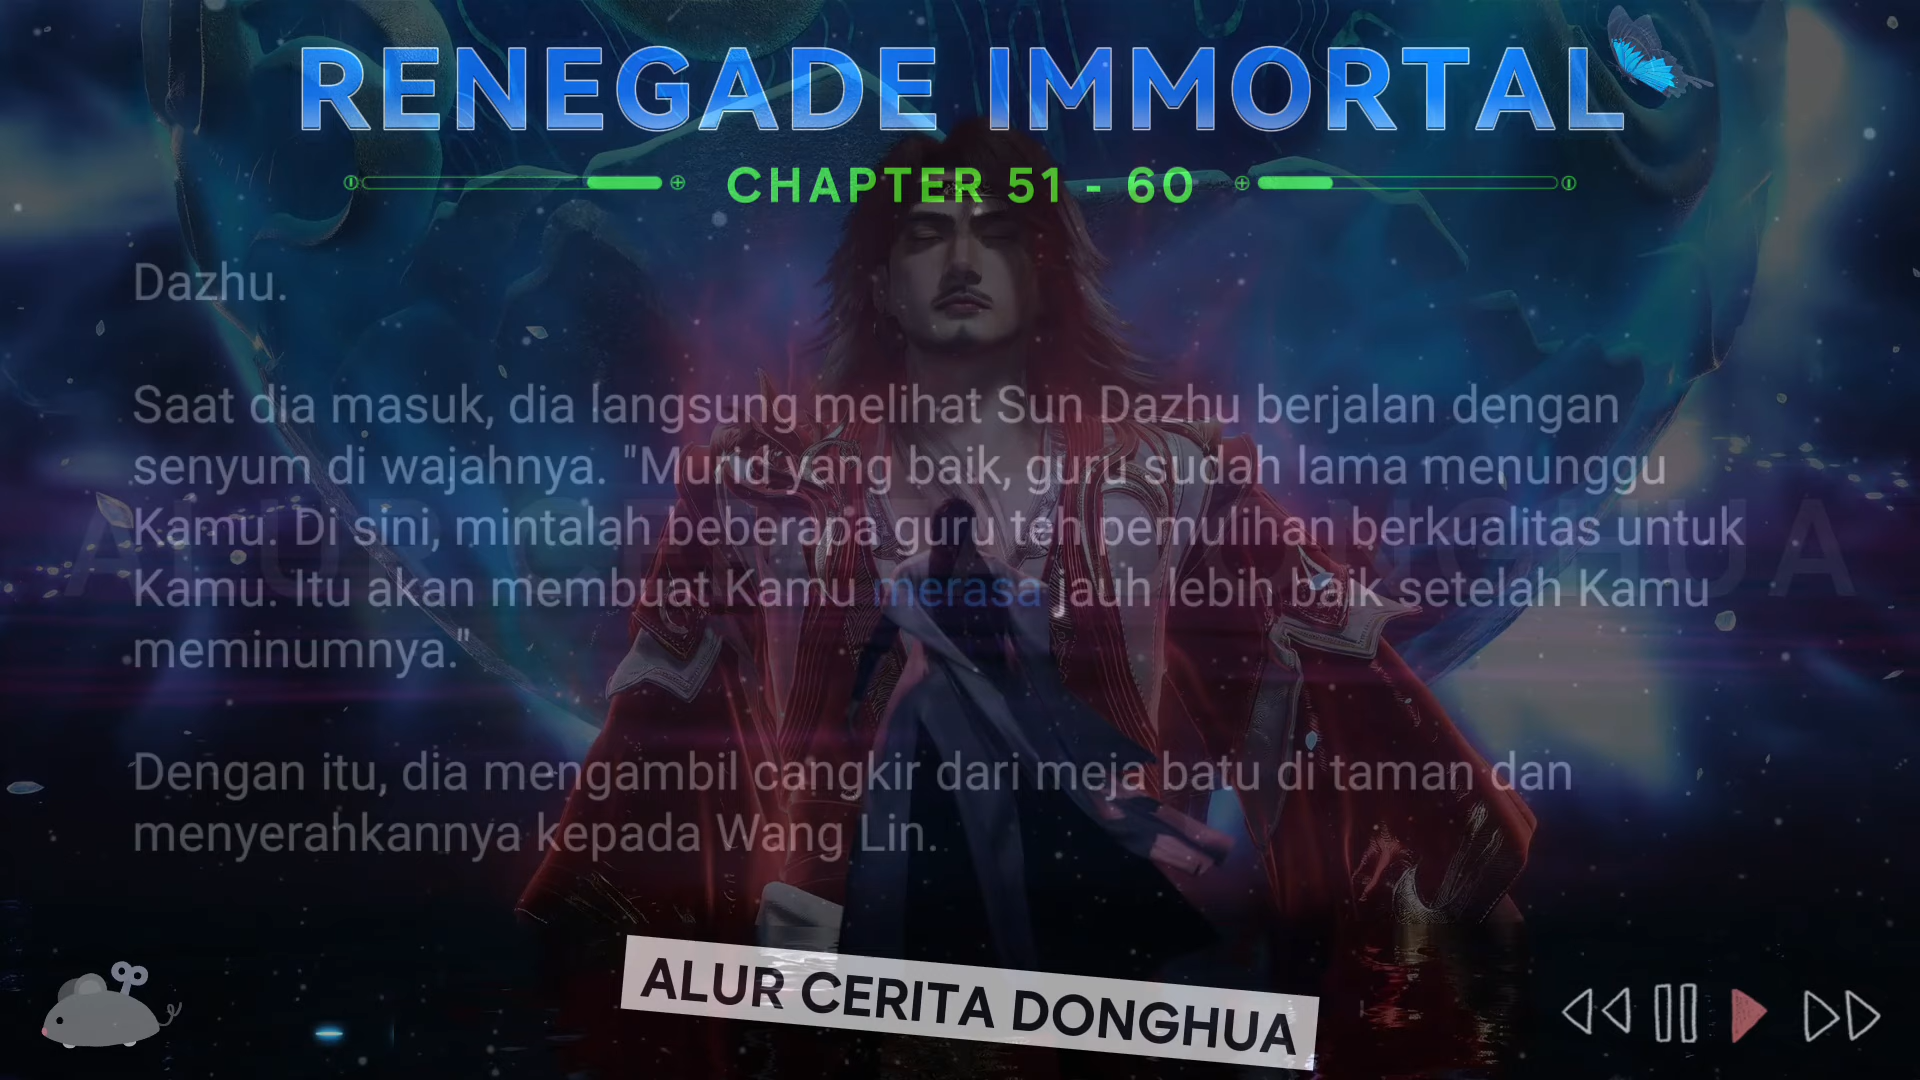 RENEGADE IMMORTAL
CHAPTER 51 - 60
Dazhu.
Saat dia masuk, dia langsung melihat Sun Dazhu berjalan dengan
senyum di wajahnya. "Murid yang baik, guru sudah lama menunggu
Kamu. Di sini, mintalah beberapa guru teh pemulihan berkualitas untuk
Kamu. Itu akan membuat Kamu merasa jauh lebih baik setelah Kamu
meminumnya."
Dengan itu, dia mengambil cangkir dari meja batu di taman dan
menyerahkannya kepada Wang Lin.
ALUR CERITA DONGHUA
ALUR CERITA DONGHUA